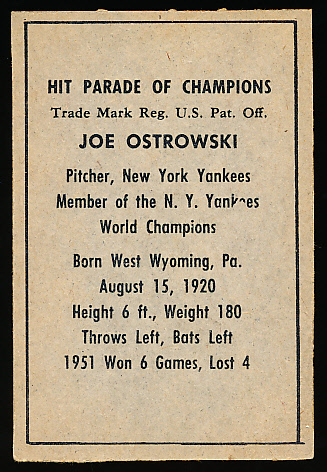 HIT PARADE OF CHAMPIONS
Trade Mark Reg. U.S. Pat. Off.
JOE OSTROWSKI
Pitcher, New York Yankees
Member of the N. Y. Yankees
World Champions
Born West Wyoming, Pa.
August 15, 1920
Height 6 ft., Weight 180
Throws Left, Bats Left
1951 Won 6 Games, Lost 4